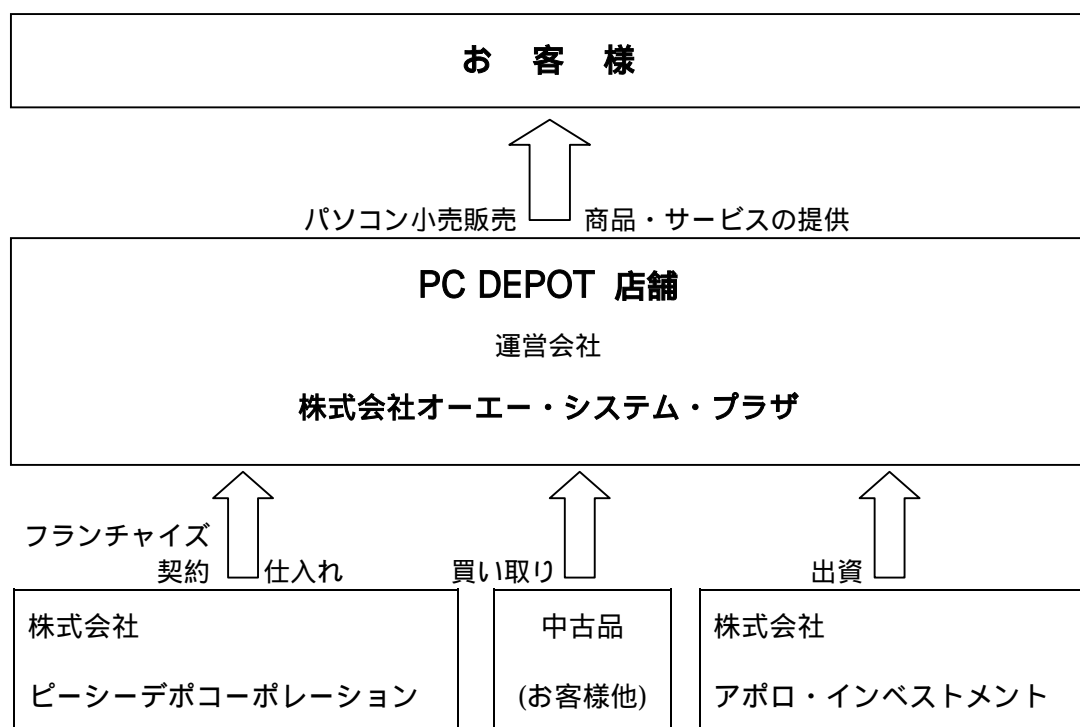 お 客 様
パソコン小売販売 商品・サービスの提供
PC DEPOT 店舗
運営会社
株式会社オーエー・システム・プラザ
フランチャイズ
契約 仕入れ 買い取り 出資
株式会社
ピーシーデポコーポレーション
中古品
(お客様他)
株式会社
アポロ・インベストメント